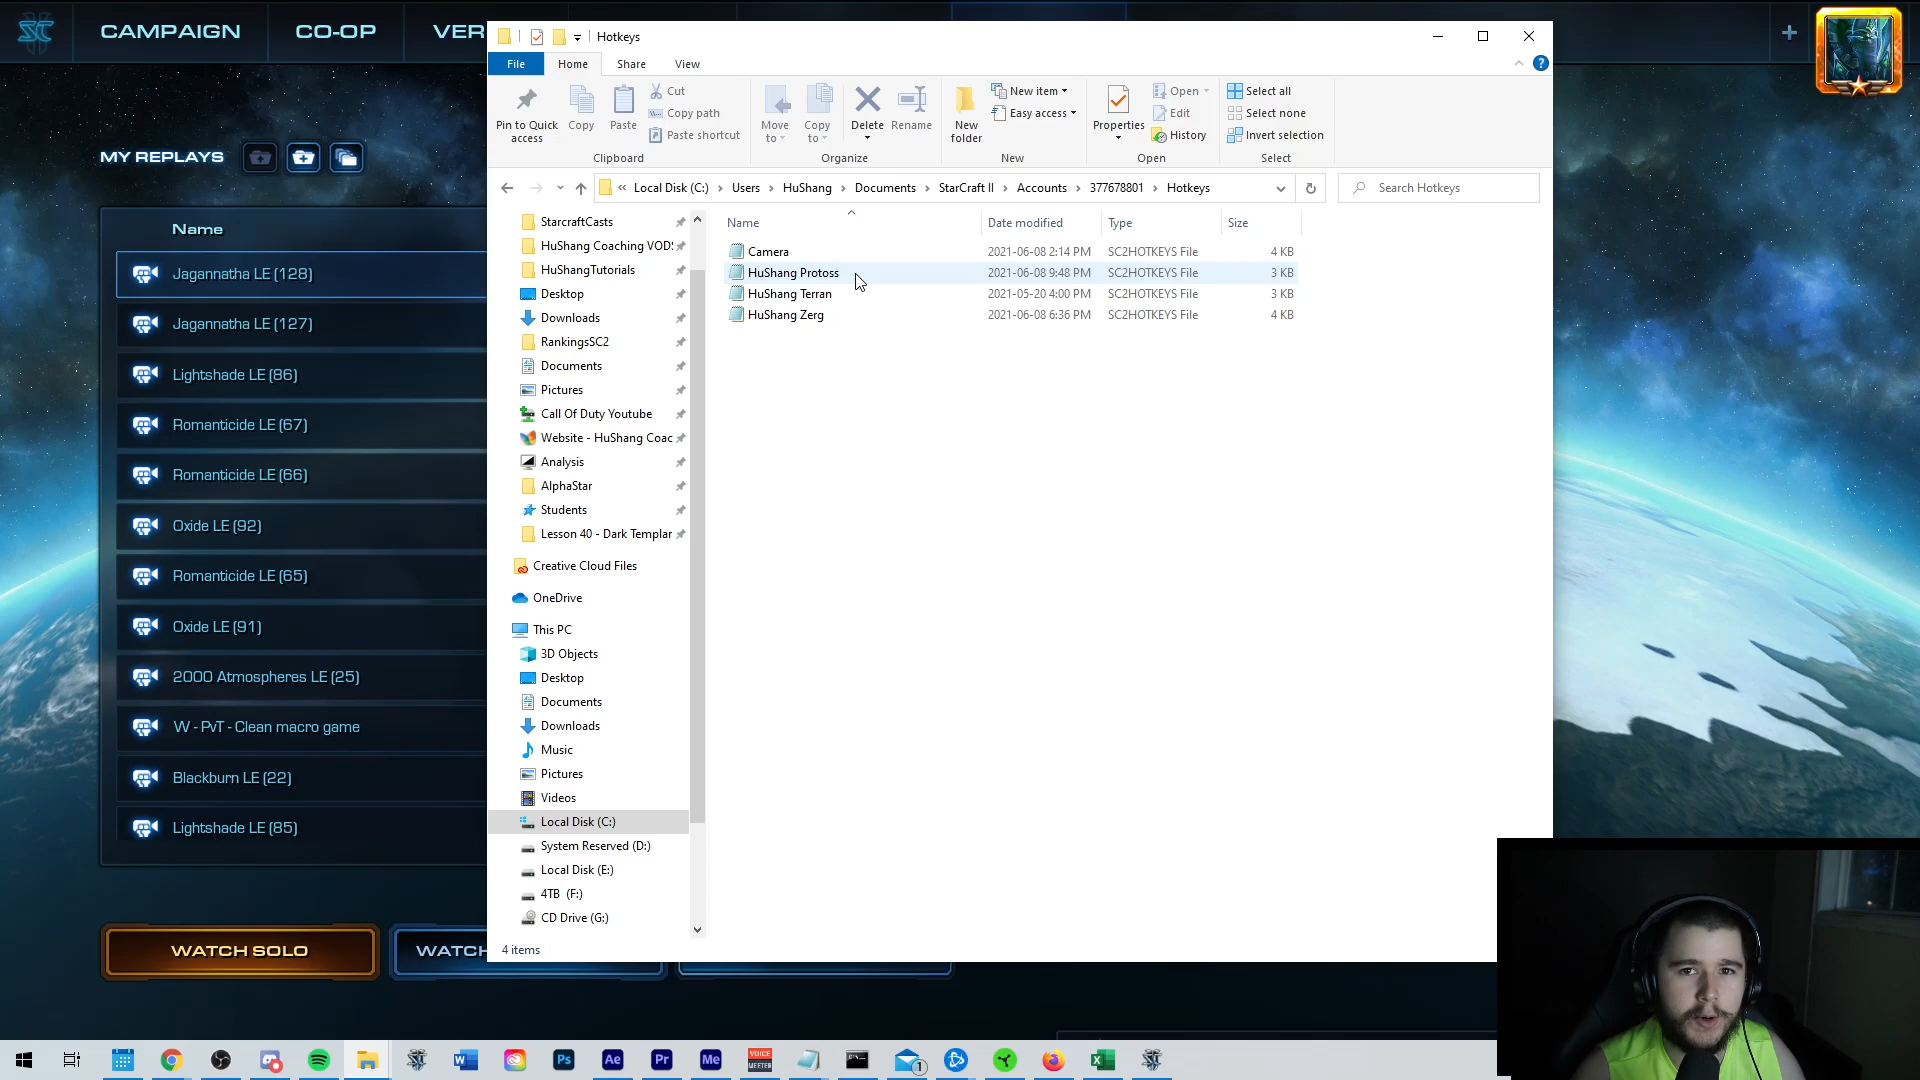 CAMPAIGN
CO-OP
VER
Hotkeys
File
Home
Share
View
Pin to Quick access
Copy
Paste
Cut
Copy path
Paste shortcut
Clipboard
Move to
Copy to
Delete
Rename
Organize
New folder
New item
Easy access
New
Properties
Open
Edit
History
Open
Select all
Select none
Invert selection
Select
« Local Disk (C:) › Users › HuShang › Documents › StarCraft II › Accounts › 377678801 › Hotkeys
Search Hotkeys
MY REPLAYS
Name
Jagannatha LE (128)
Jagannatha LE (127)
Lightshade LE (86)
Romanticide LE (67)
Romanticide LE (66)
Oxide LE (92)
Romanticide LE (65)
Oxide LE (91)
2000 Atmospheres LE (25)
W - PvT - Clean macro game
Blackburn LE (22)
Lightshade LE (85)
WATCH SOLO
WATCH
StarcraftCasts
HuShang Coaching VODS
HuShangTutorials
Desktop
Downloads
RankingsSC2
Documents
Pictures
Call Of Duty Youtube
Website - HuShang Coac
Analysis
AlphaStar
Students
Lesson 40 - Dark Templar
Creative Cloud Files
OneDrive
This PC
3D Objects
Desktop
Documents
Downloads
Music
Pictures
Videos
Local Disk (C:)
System Reserved (D:)
Local Disk (E:)
4TB (F:)
CD Drive (G:)
Name Date modified Type Size
Camera 2021-06-08 2:14 PM SC2HOTKEYS File 4 KB
HuShang Protoss 2021-06-08 9:48 PM SC2HOTKEYS File 3 KB
HuShang Terran 2021-05-20 4:00 PM SC2HOTKEYS File 3 KB
HuShang Zerg 2021-06-08 6:36 PM SC2HOTKEYS File 4 KB
4 items
W
Ps
Ae
Pr
Me
VOICE MEETER
1
X